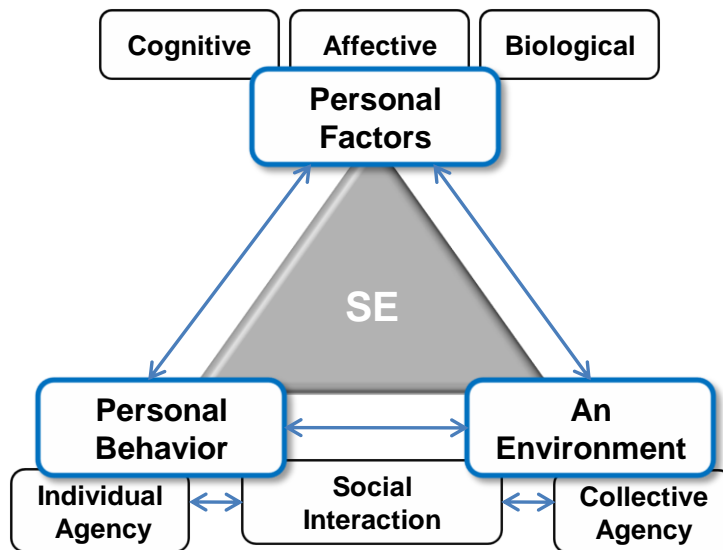 Cognitive
Affective
Biological
Personal
Factors
SE
Personal
Behavior
An
Environment
Individual
Agency
Social
Interaction
Collective
Agency